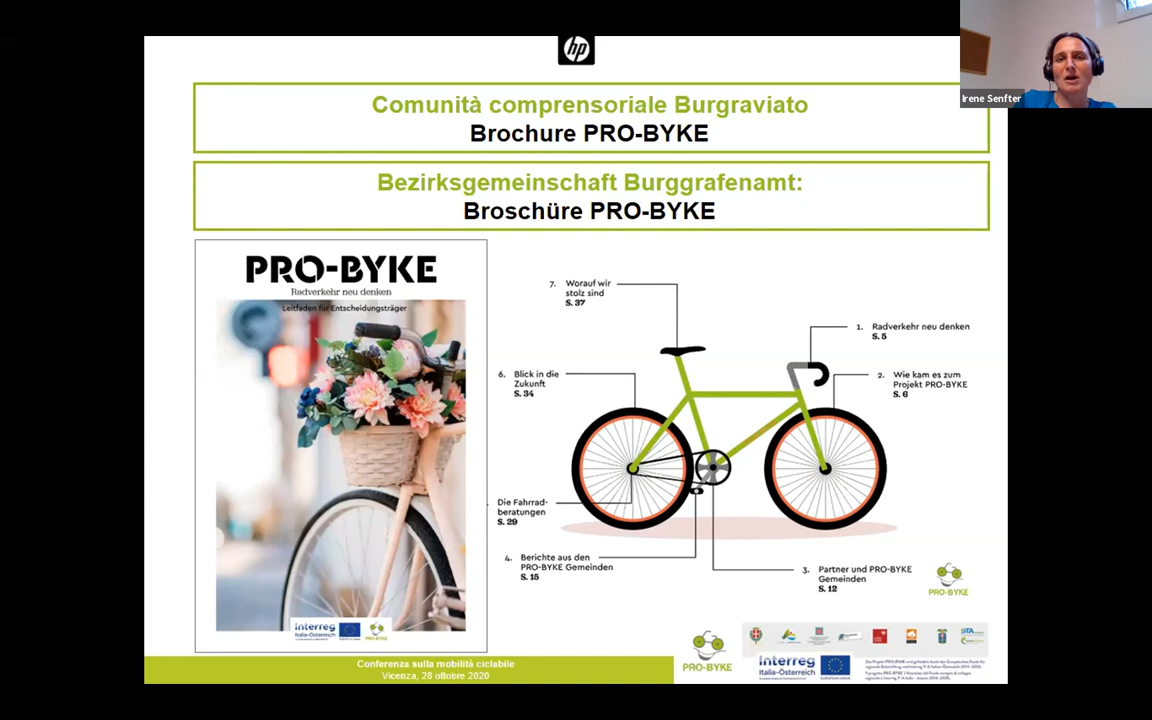 hp
Irene Senfter
Comunità comprensoriale Burgraviato
Brochure PRO-BYKE
Bezirksgemeinschaft Burggrafenamt:
Broschüre PRO-BYKE
PRO-BYKE
Radverkehr neu denken
Leitfaden für Entscheidungsträger
Interreg
Italia-Österreich
PRO-BYKE
7. Worauf wir
stolz sind
S. 37
1. Radverkehr neu denken
S. 5
6. Blick in die
Zukunft
S. 34
2. Wie kam es zum
Projekt PRO-BYKE
S. 6
Die Fahrrad-
beratungen
S. 29
4. Berichte aus den
PRO-BYKE Gemeinden
S. 15
3. Partner und PRO-BYKE
Gemeinden
S. 12
PRO-BYKE
Conferenza sulla mobilità ciclabile
Vicenza, 28 ottobre 2020
PRO-BYKE
STA
Interreg
Italia-Österreich